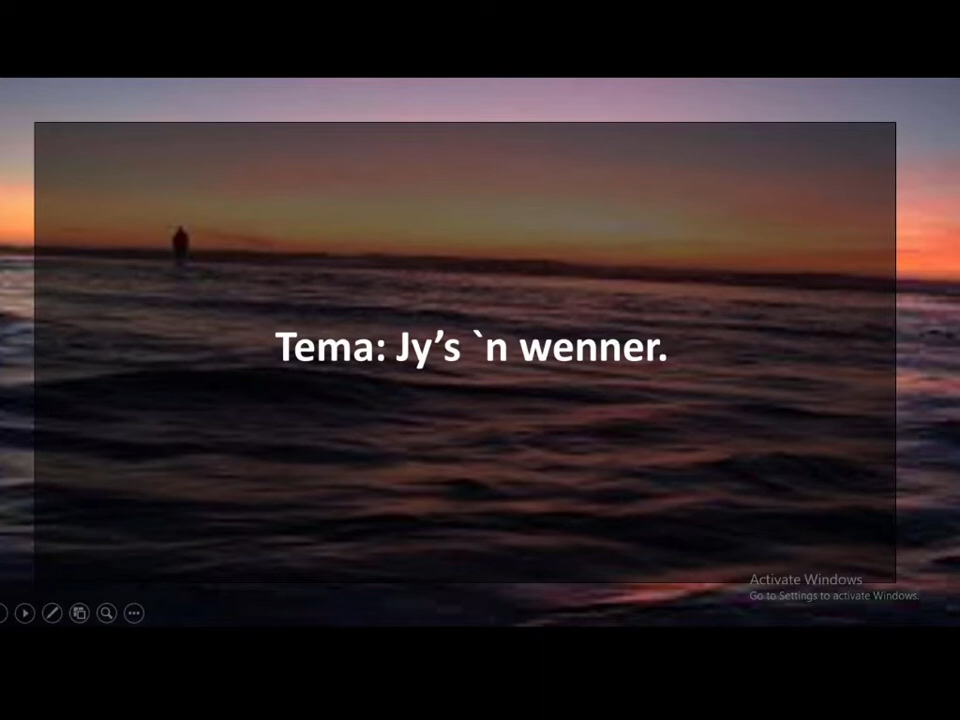 Tema: Jy’s `n wenner.
Activate Windows
Go to Settings to activate Windows.